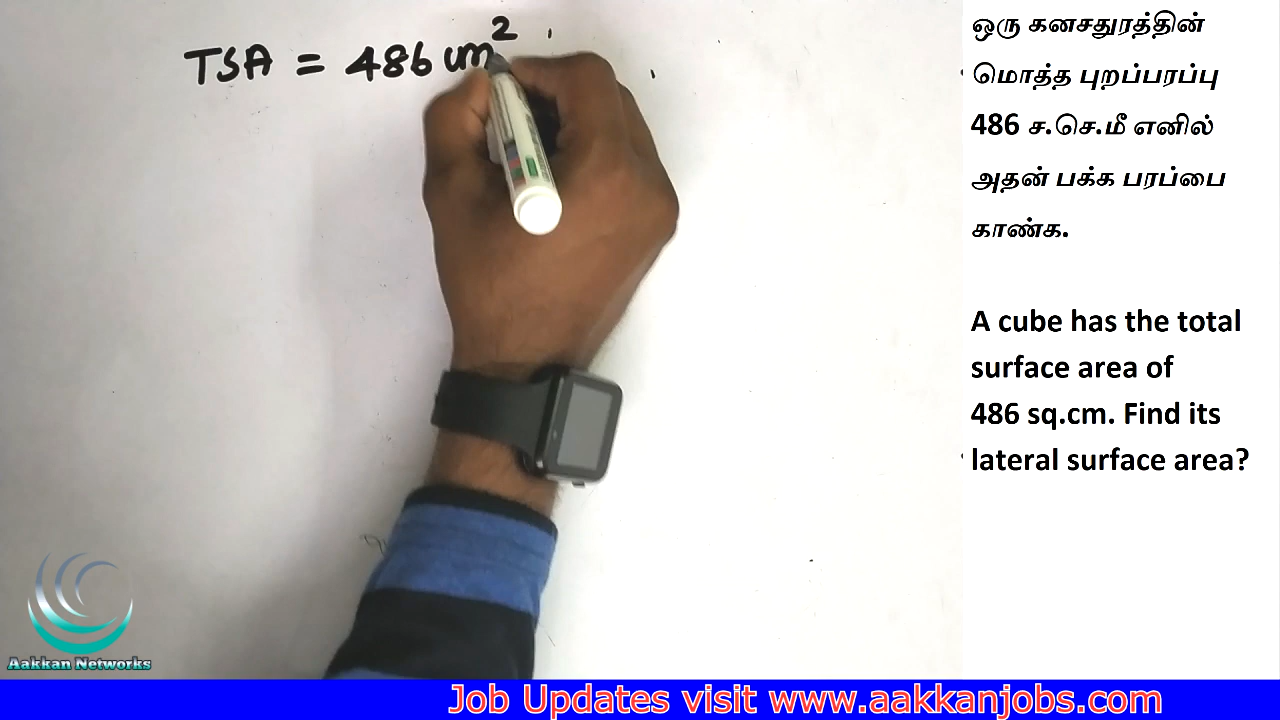 TSA = 486 cm²
ஒரு கனசதுரத்தின்
மொத்த புறப்பரப்பு
486 ச.செ.மீ எனில்
அதன் பக்க பரப்பை
காண்க.
A cube has the total
surface area of
486 sq.cm. Find its
lateral surface area?
Aakkan Networks
Job Updates visit www.aakkanjobs.com